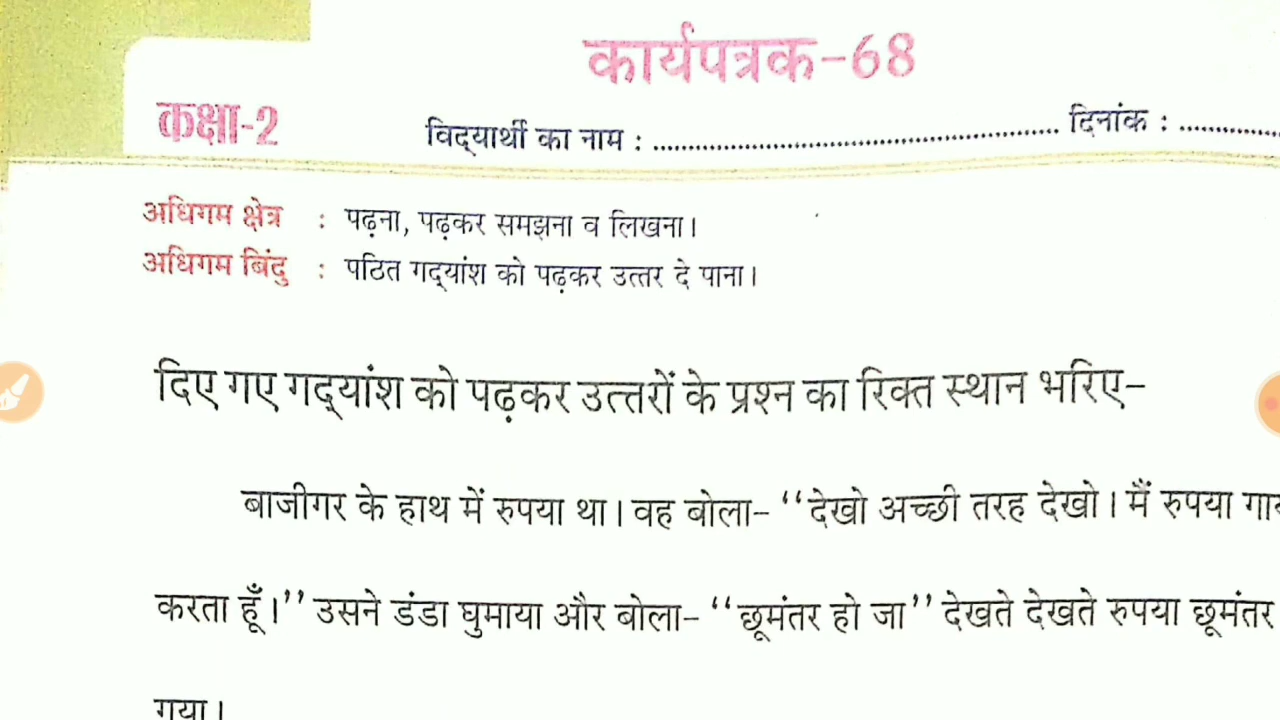 कार्यपत्रक-68
कक्षा-2 विद्यार्थी का नाम : .................................................... दिनांक : ............
अधिगम क्षेत्र : पढ़ना, पढ़कर समझना व लिखना।
अधिगम बिंदु : पठित गद्यांश को पढ़कर उत्तर दे पाना।
दिए गए गद्यांश को पढ़कर उत्तरों के प्रश्न का रिक्त स्थान भरिए-
बाजीगर के हाथ में रुपया था। वह बोला- “देखो अच्छी तरह देखो। मैं रुपया
करता हूँ।” उसने डंडा घुमाया और बोला- “छूमंतर हो जा” देखते देखते रुपया छूमंतर
गया।